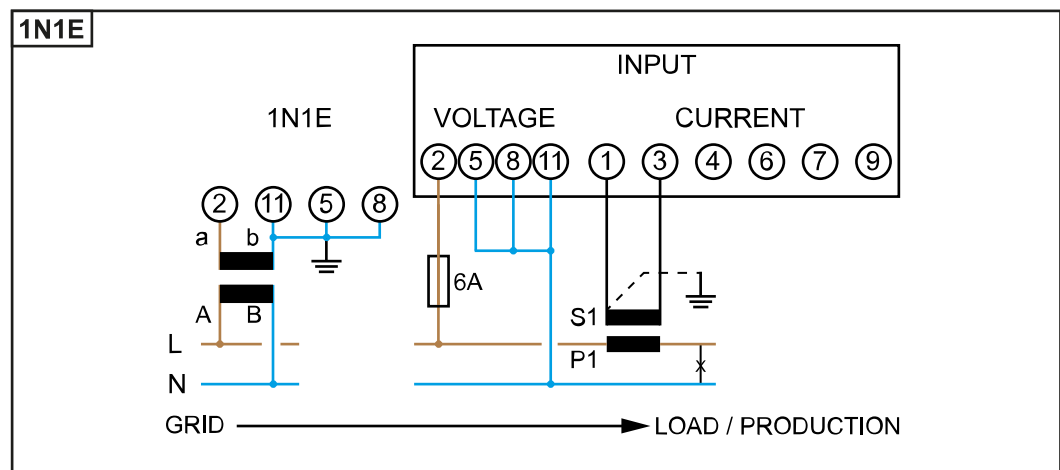 1N1E
INPUT
1N1E
VOLTAGE CURRENT
2 5 8 11 1 3 4 6 7 9
2 11 5 8
a b
6A
A B
S1
L
P1
x
N
GRID LOAD / PRODUCTION